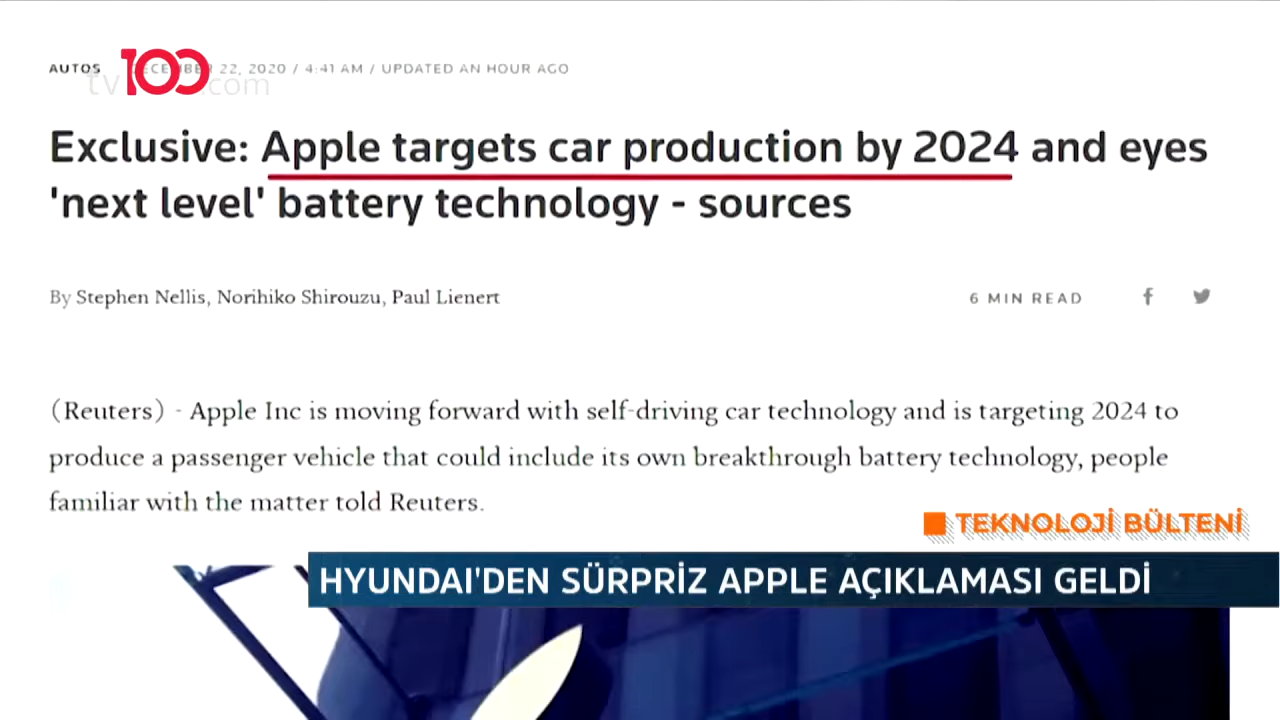 AUTOS DECEMBER 22, 2020 / 4:41 AM / UPDATED AN HOUR AGO
tv100.com
Exclusive: Apple targets car production by 2024 and eyes
'next level' battery technology - sources
By Stephen Nellis, Norihiko Shirouzu, Paul Lienert 6 MIN READ
(Reuters) - Apple Inc is moving forward with self-driving car technology and is targeting 2024 to
produce a passenger vehicle that could include its own breakthrough battery technology, people
familiar with the matter told Reuters.
TEKNOLOJİ BÜLTENİ
HYUNDAI'DEN SÜRPRİZ APPLE AÇIKLAMASI GELDİ